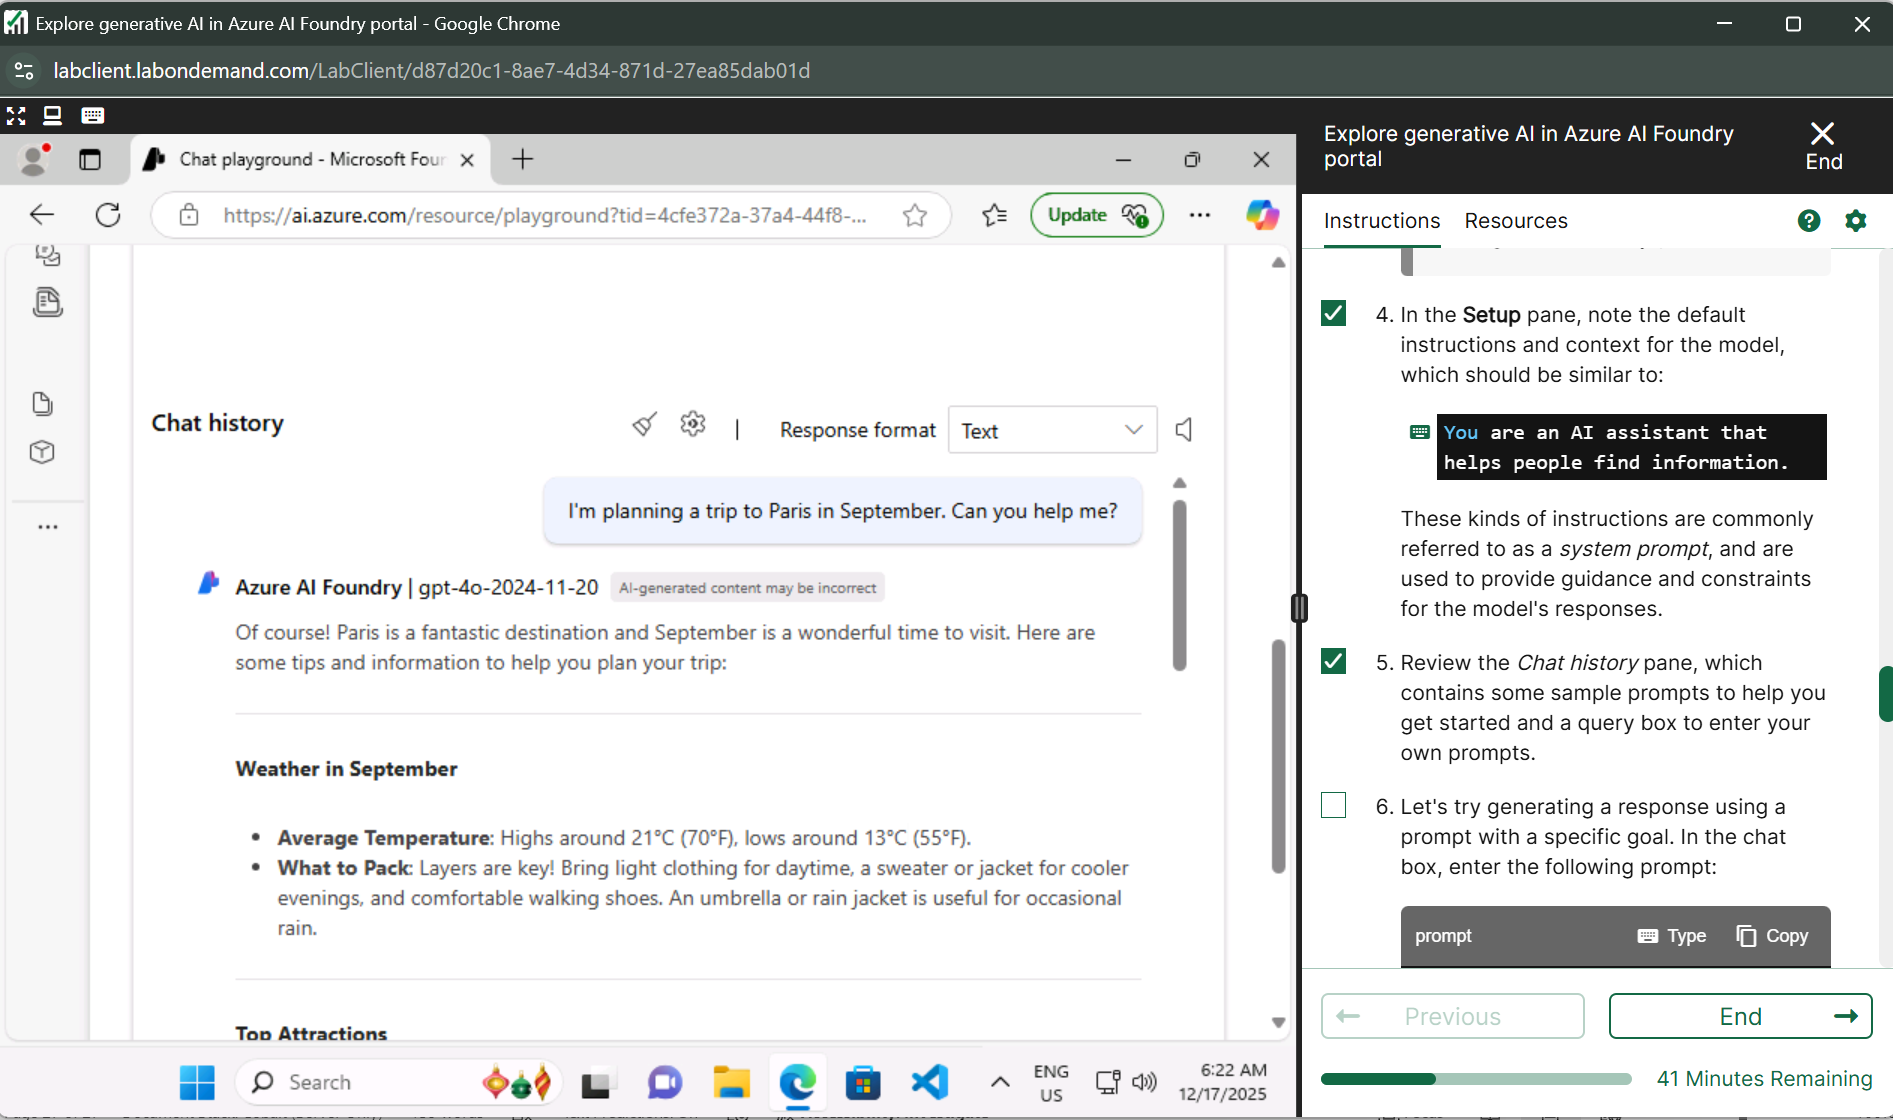 Explore generative AI in Azure AI Foundry portal - Google Chrome
labclient.labondemand.com/LabClient/d87d20c1-8ae7-4d34-871d-27ea85dab01d
Chat playground - Microsoft Four
https://ai.azure.com/resource/playground?tid=4cfe372a-37a4-44f8-...
Update
Chat history
Response format
Text
I'm planning a trip to Paris in September. Can you help me?
Azure AI Foundry | gpt-4o-2024-11-20
AI-generated content may be incorrect
Of course! Paris is a fantastic destination and September is a wonderful time to visit. Here are
some tips and information to help you plan your trip:
Weather in September
• Average Temperature: Highs around 21°C (70°F), lows around 13°C (55°F).
• What to Pack: Layers are key! Bring light clothing for daytime, a sweater or jacket for cooler
evenings, and comfortable walking shoes. An umbrella or rain jacket is useful for occasional
rain.
Top Attractions
Search
ENG
US
6:22 AM
12/17/2025
Explore generative AI in Azure AI Foundry
portal
End
Instructions
Resources
4. In the Setup pane, note the default
instructions and context for the model,
which should be similar to:
You are an AI assistant that
helps people find information.
These kinds of instructions are commonly
referred to as a system prompt, and are
used to provide guidance and constraints
for the model's responses.
5. Review the Chat history pane, which
contains some sample prompts to help you
get started and a query box to enter your
own prompts.
6. Let's try generating a response using a
prompt with a specific goal. In the chat
box, enter the following prompt:
prompt
Type
Copy
Previous
End
41 Minutes Remaining